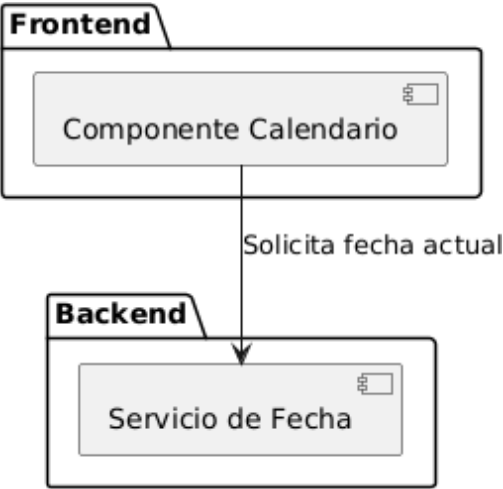 Frontend
Componente Calendario
Solicita fecha actual
Backend
Servicio de Fecha